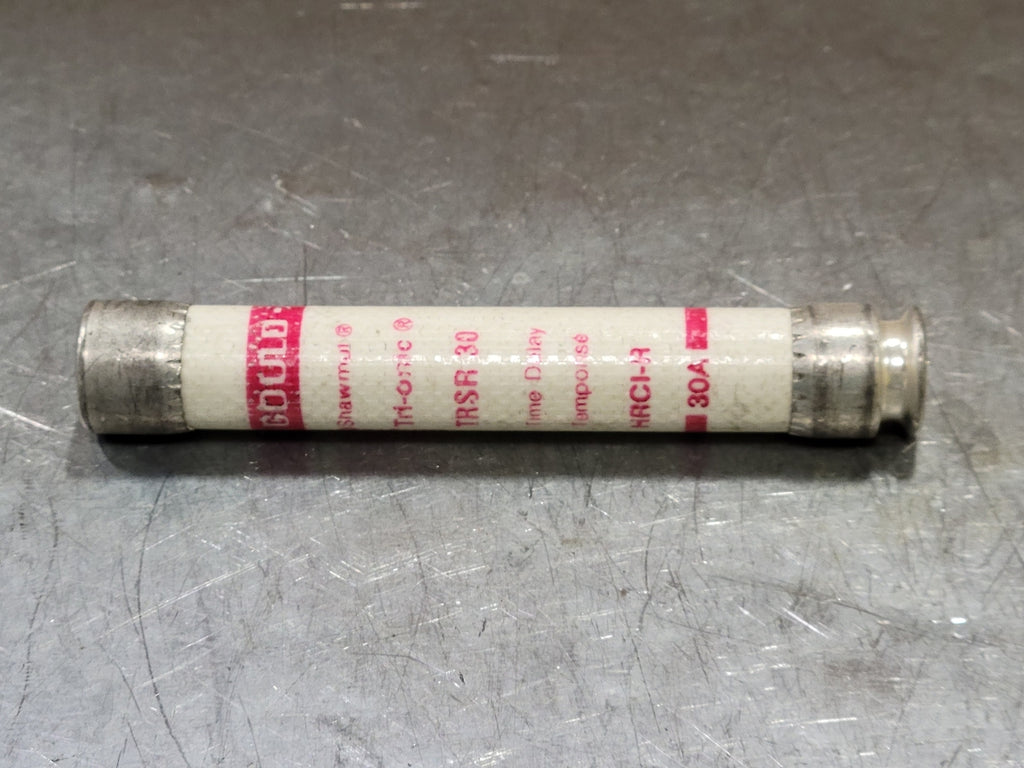 GOULD
Shawmut®
Tri-onic®
TRSR 30
Time Delay
Temporisé
HRCI-R
30A